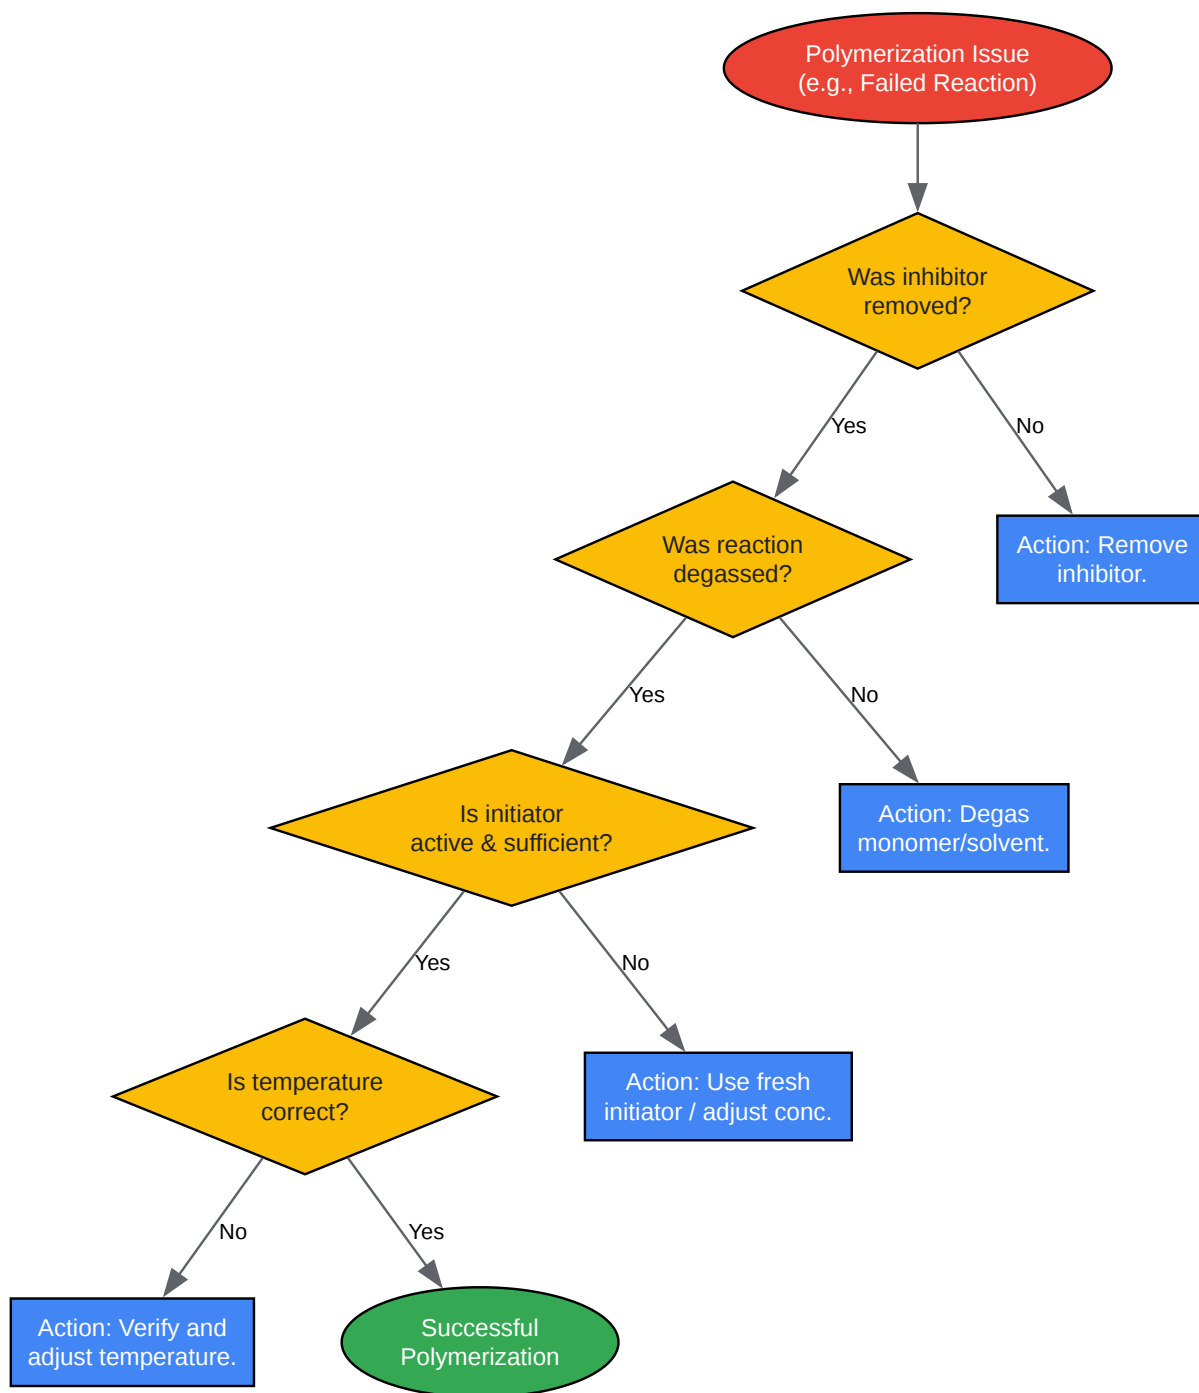 Polymerization Issue
(e.g., Failed Reaction)
Was inhibitor
removed?
Yes
No
Was reaction
degassed?
Action: Remove
inhibitor.
Yes
No
Is initiator
active & sufficient?
Action: Degas
monomer/solvent.
Yes
No
Is temperature
correct?
Action: Use fresh
initiator / adjust conc.
No
Yes
Action: Verify and
adjust temperature.
Successful
Polymerization